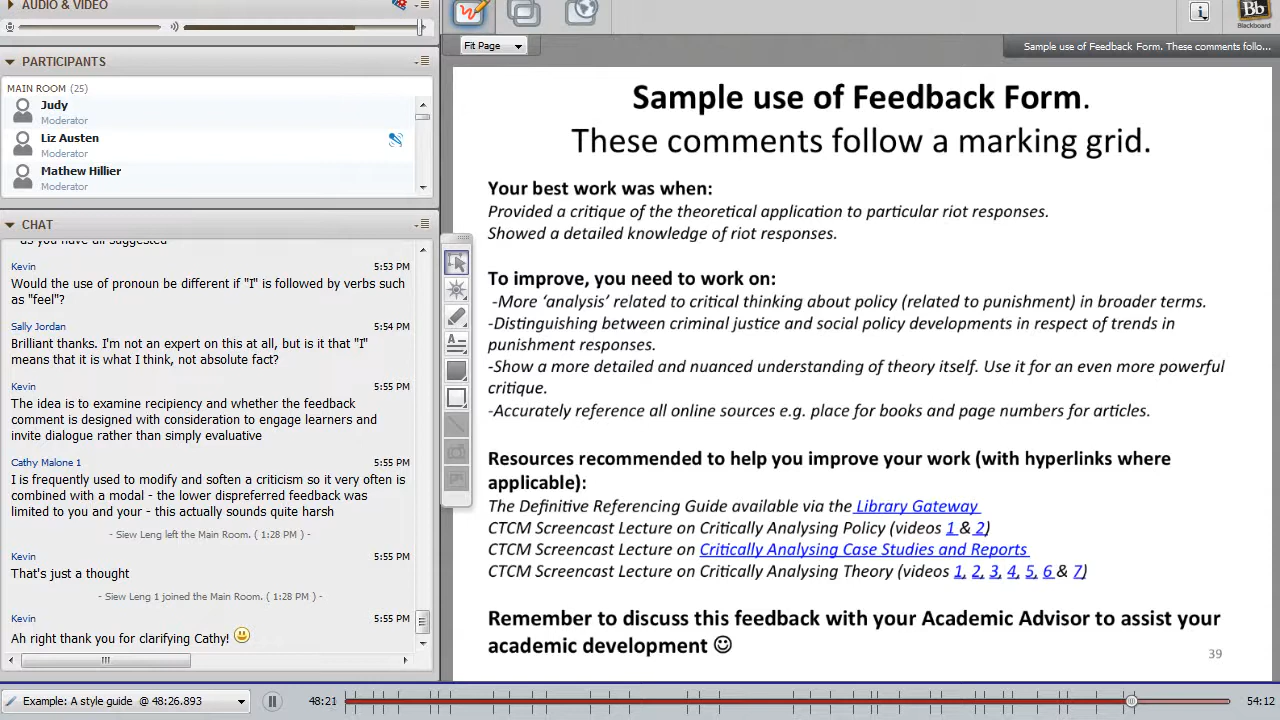 AUDIO & VIDEO
PARTICIPANTS
MAIN ROOM (25)
Judy
Moderator
Liz Austen
Moderator
Mathew Hillier
Moderator
CHAT
as you have all suggested
Kevin 5:53 PM
Would the use of pronoun be different if "I" is followed by verbs such
as "feel"?
Sally Jordan 5:54 PM
Brilliant thanks. I'm not an expert on this at all, but is it that "I"
means that it is what I think, not absolute fact?
Kevin 5:55 PM
The idea is to examine recipiency and whether the feedback
comment is designed with consideration to engage learners and
invite dialogue rather than simply evaluative
Cathy Malone 1 5:55 PM
I is frequently used to modify and soften a criticism so it very often is
combined with a modal - the lower dispreferred feedback was
limited to you and your - this acttully sounds quite harsh
- Siew Leng left the Main Room. ( 1:28 PM ) -
Kevin 5:55 PM
That's just a thought
- Siew Leng 1 joined the Main Room. ( 1:28 PM ) -
Kevin 5:55 PM
Ah right thank you for clarifying Cathy!
Example: A style guide @ 48:26.893
48:21
54:12
Bb
Blackboard
Fit Page
Sample use of Feedback Form. These comments follo...
Sample use of Feedback Form.
These comments follow a marking grid.
Your best work was when:
Provided a critique of the theoretical application to particular riot responses.
Showed a detailed knowledge of riot responses.
To improve, you need to work on:
-More ‘analysis’ related to critical thinking about policy (related to punishment) in broader terms.
-Distinguishing between criminal justice and social policy developments in respect of trends in
punishment responses.
-Show a more detailed and nuanced understanding of theory itself. Use it for an even more powerful
critique.
-Accurately reference all online sources e.g. place for books and page numbers for articles.
Resources recommended to help you improve your work (with hyperlinks where
applicable):
The Definitive Referencing Guide available via the Library Gateway
CTCM Screencast Lecture on Critically Analysing Policy (videos 1 & 2)
CTCM Screencast Lecture on Critically Analysing Case Studies and Reports
CTCM Screencast Lecture on Critically Analysing Theory (videos 1, 2, 3, 4, 5, 6 & 7)
Remember to discuss this feedback with your Academic Advisor to assist your
academic development ☺
39